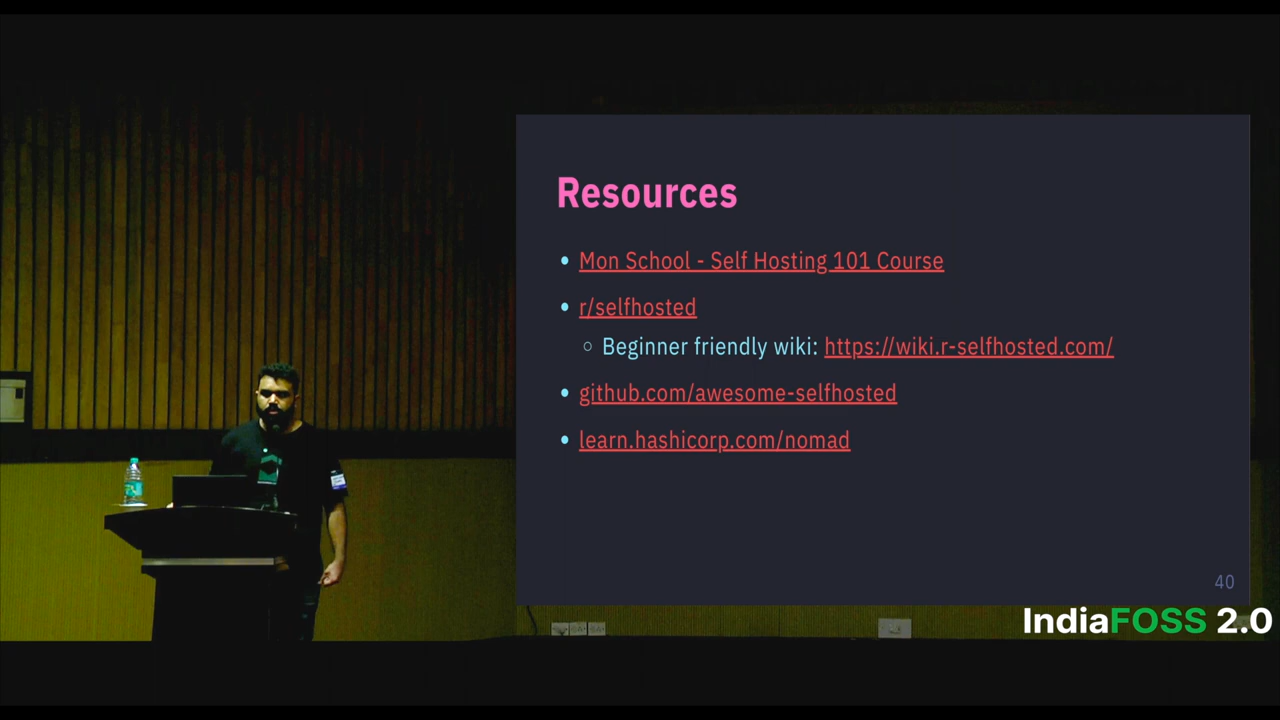 Resources
• Mon School - Self Hosting 101 Course
• r/selfhosted
○ Beginner friendly wiki: https://wiki.r-selfhosted.com/
• github.com/awesome-selfhosted
• learn.hashicorp.com/nomad
40
IndiaFOSS 2.0